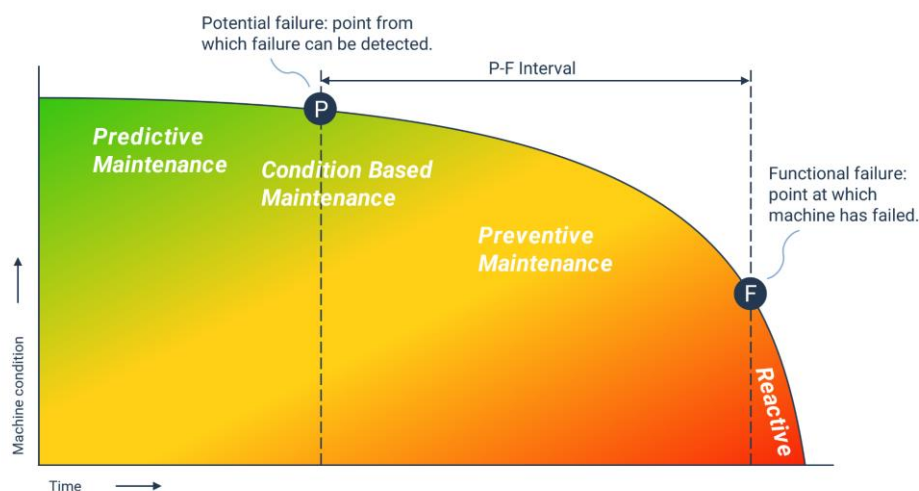 Potential failure: point from
which failure can be detected.
P-F Interval
P
Predictive
Maintenance
Condition Based
Maintenance
Functional failure:
point at which
machine has failed.
Preventive
Maintenance
F
Reactive
Machine condition
Time